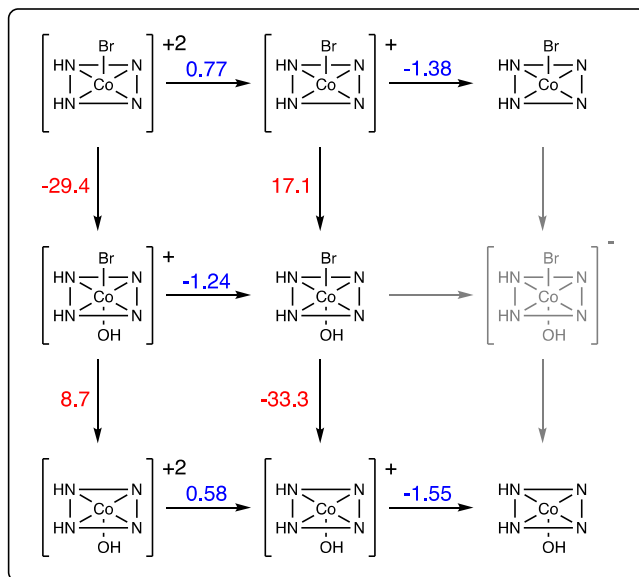 Br Br Br
+2 + 
HN N 0.77 HN N -1.38 HN N
Co Co Co
HN N HN N HN N
-29.4 17.1
Br Br Br
+ -
HN N -1.24 HN N HN N
Co Co Co
HN N HN N HN N
OH OH OH
8.7 -33.3
+2 +
HN N 0.58 HN N -1.55 HN N
Co Co Co
HN N HN N HN N
OH OH OH